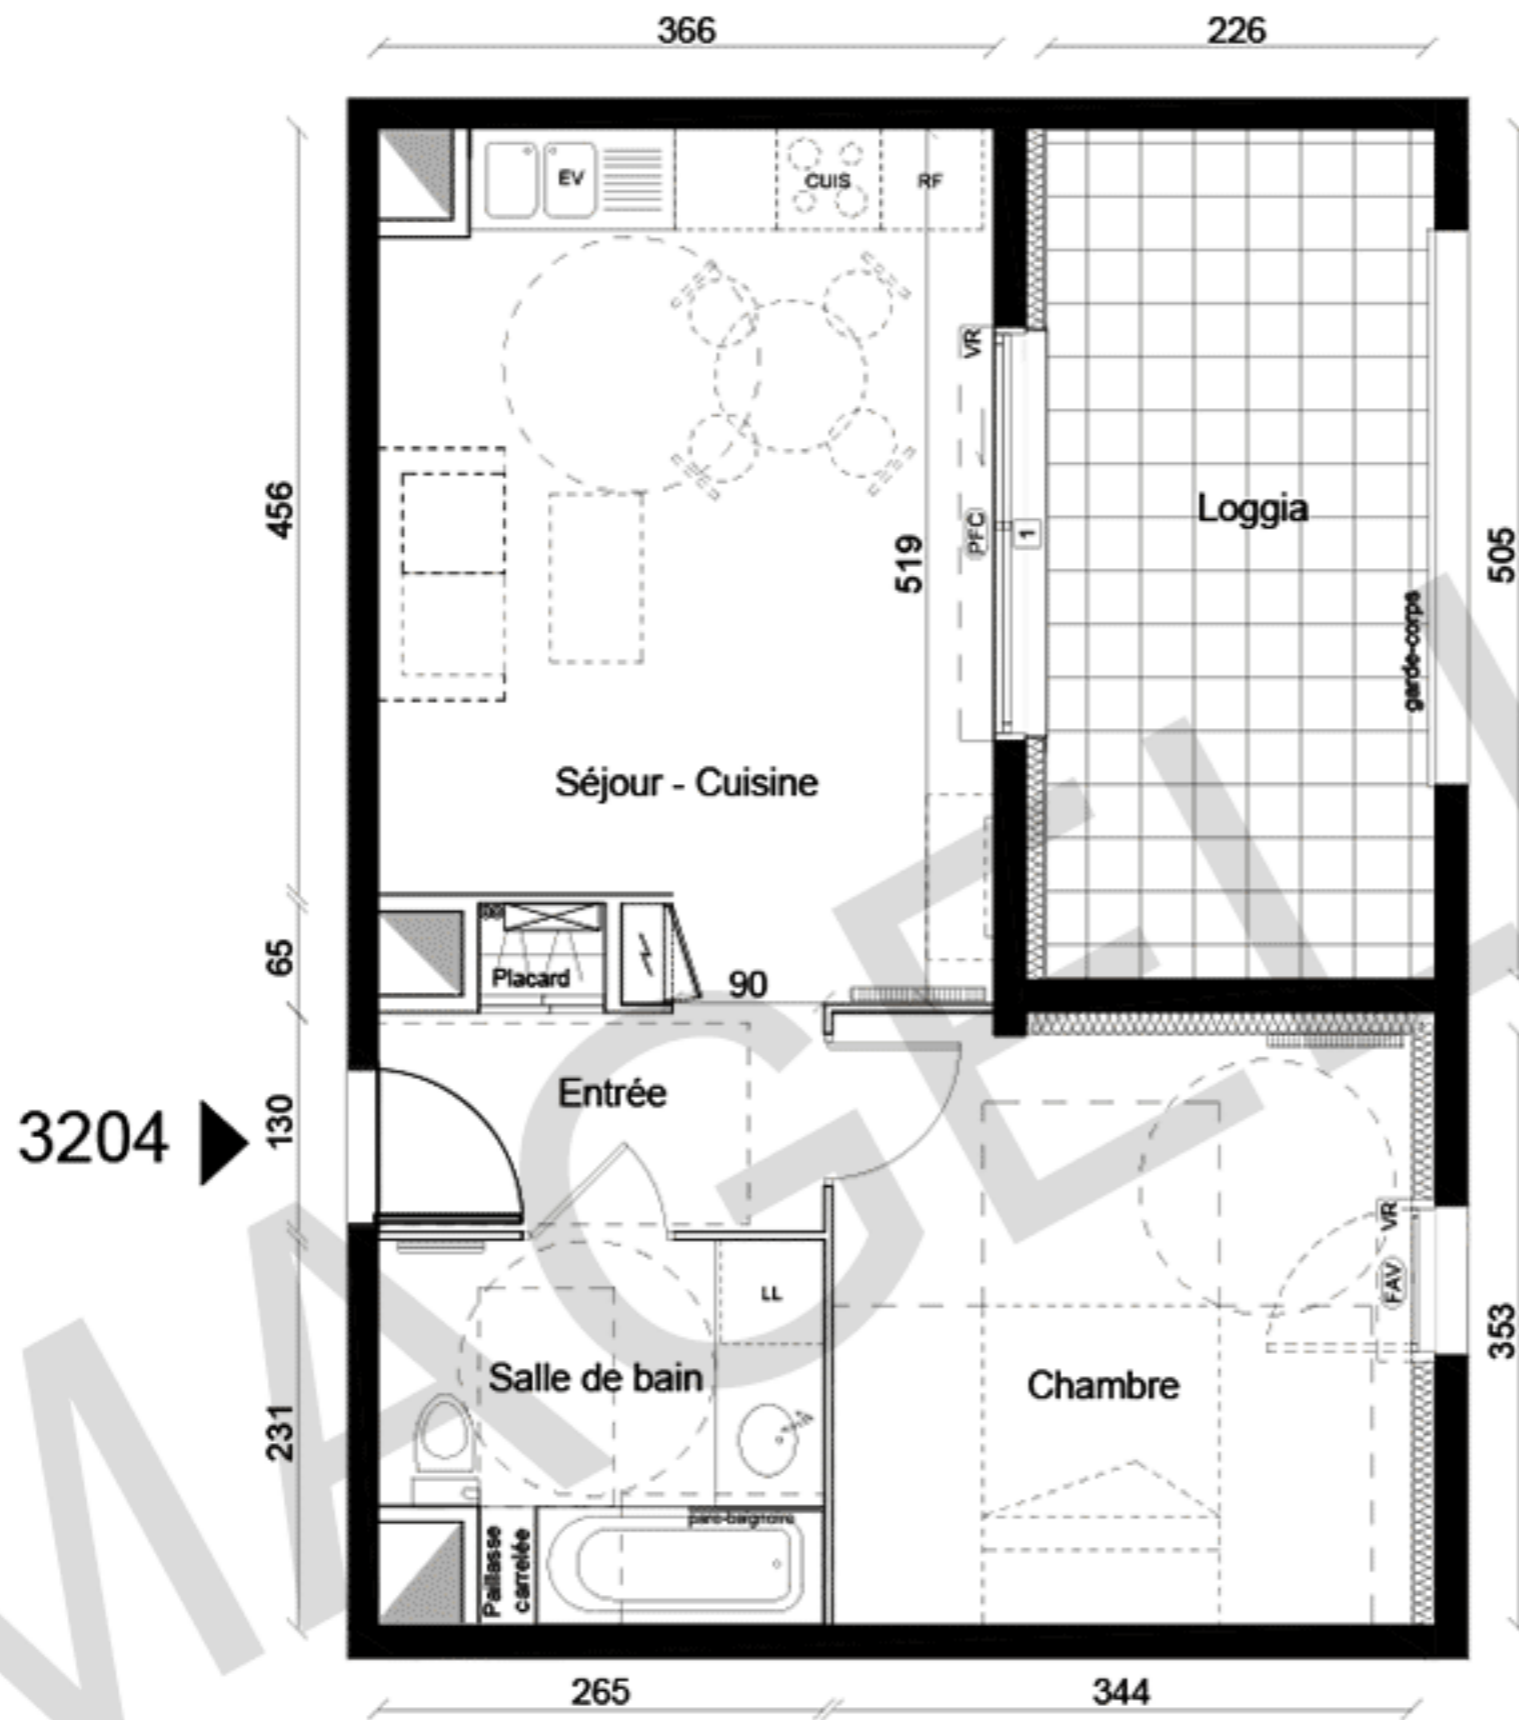 366
226
EV
CUIS
RF
VR
456
Loggia
PFC
1
519
505
garde-corps
Séjour - Cuisine
65
Placard
90
Entrée
3204
130
VR
FAV
LL
353
Salle de bain
Chambre
231
pare-baignoire
Paillasse
carrelée
265
344
MAGELL